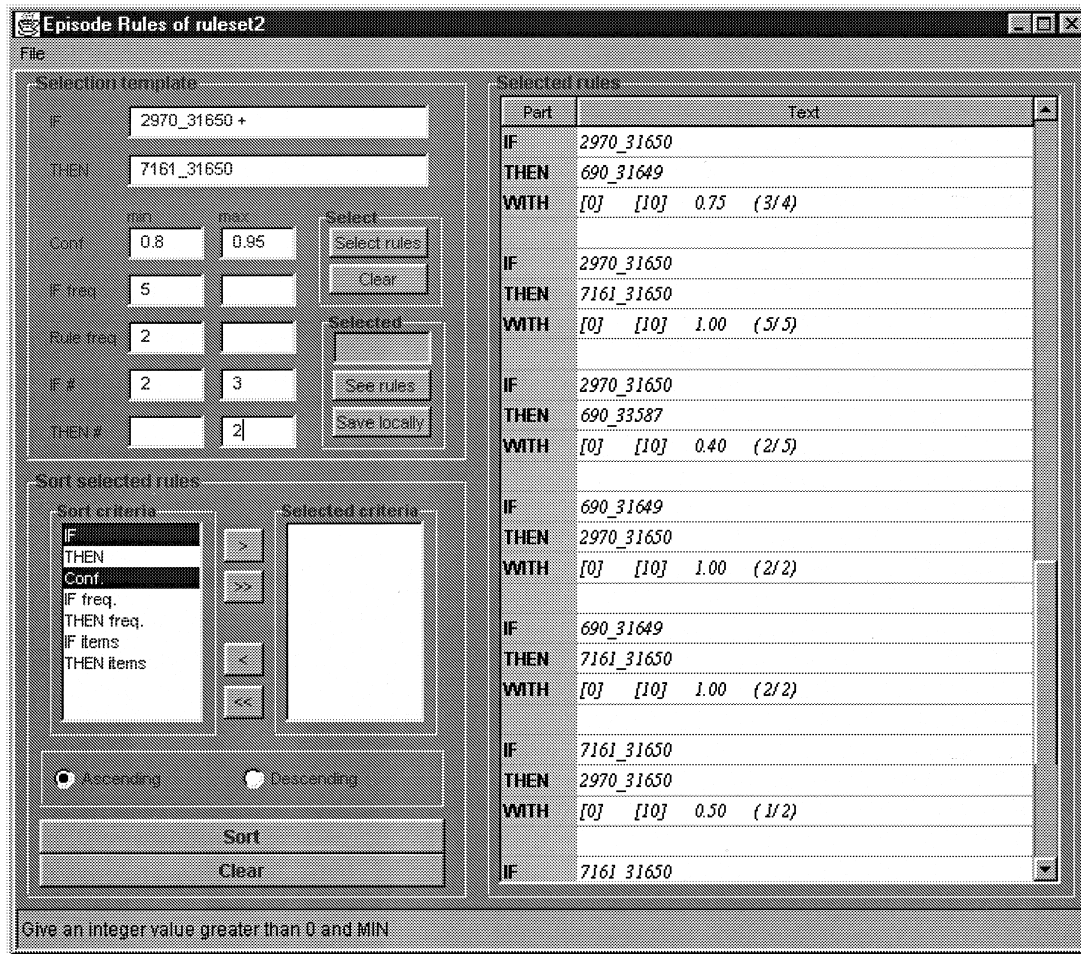 Episode Rules of ruleset2
File
Selection template
IF 2970_31650 +
THEN 7161_31650
min max
Conf 0.8 0.95
IF freq 5
Rule freq 2
IF # 2 3
THEN # 2
Select
Select rules
Clear
Selected
See rules
Save locally
Sort selected rules
Sort criteria
IF
THEN
Conf.
IF freq.
THEN freq.
IF items
THEN items
>
>>
<
<<
Selected criteria
Ascending Descending
Sort
Clear
Selected rules
Part Text
IF 2970_31650
THEN 690_31649
WITH [0] [10] 0.75 (3/4)
IF 2970_31650
THEN 7161_31650
WITH [0] [10] 1.00 (5/5)
IF 2970_31650
THEN 690_33587
WITH [0] [10] 0.40 (2/5)
IF 690_31649
THEN 2970_31650
WITH [0] [10] 1.00 (2/2)
IF 690_31649
THEN 7161_31650
WITH [0] [10] 1.00 (2/2)
IF 7161_31650
THEN 2970_31650
WITH [0] [10] 0.50 (1/2)
IF 7161_31650
Give an integer value greater than 0 and MIN